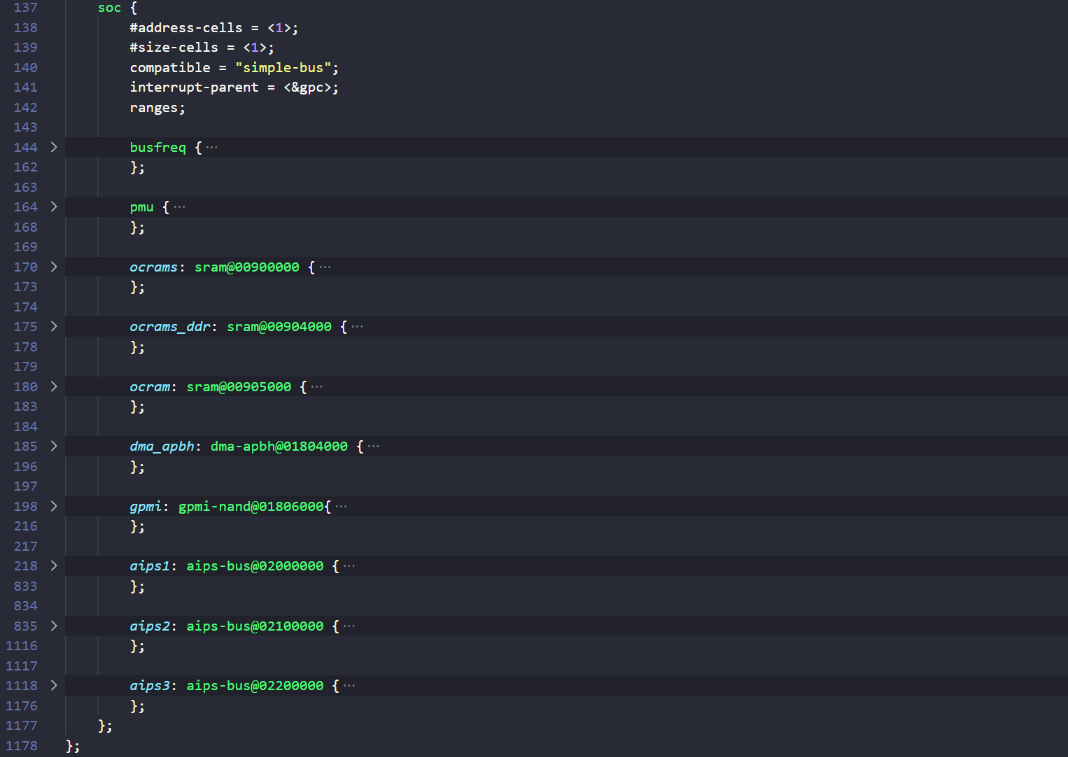 137 soc {
138 #address-cells = <1>;
139 #size-cells = <1>;
140 compatible = "simple-bus";
141 interrupt-parent = <&gpc>;
142 ranges;
143
144 > busfreq { ···
162 };
163
164 > pmu { ···
168 };
169
170 > ocrams: sram@00900000 { ···
173 };
174
175 > ocrams_ddr: sram@00904000 { ···
178 };
179
180 > ocram: sram@00905000 { ···
183 };
184
185 > dma_apbh: dma-apbh@01804000 { ···
196 };
197
198 > gpmi: gpmi-nand@01806000{ ···
216 };
217
218 > aips1: aips-bus@02000000 { ···
833 };
834
835 > aips2: aips-bus@02100000 { ···
1116 };
1117
1118 > aips3: aips-bus@02200000 { ···
1176 };
1177 };
1178 };